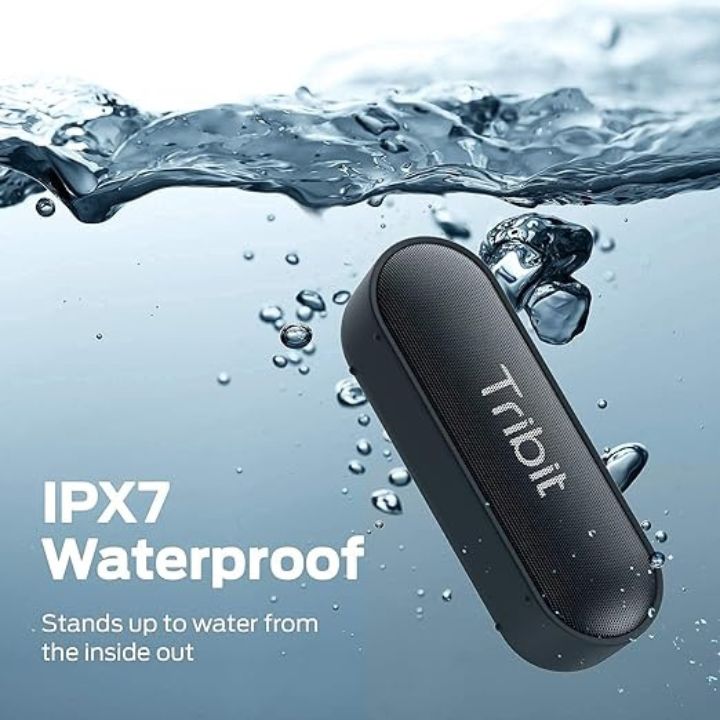 Tribit
IPX7
Waterproof
Stands up to water from
the inside out